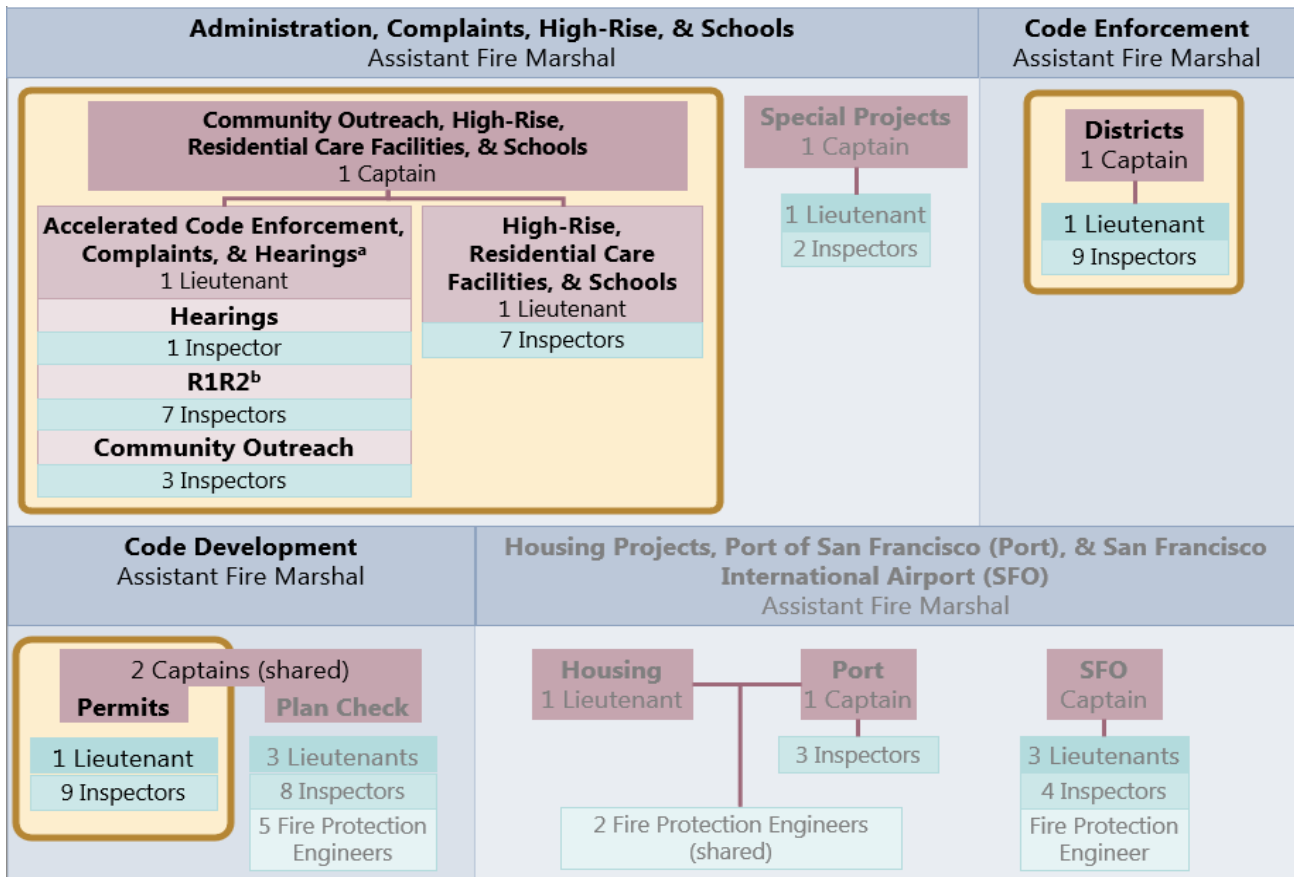 Administration, Complaints, High-Rise, & Schools
Assistant Fire Marshal
Code Enforcement
Assistant Fire Marshal
Community Outreach, High-Rise,
Residential Care Facilities, & Schools
1 Captain
Accelerated Code Enforcement,
Complaints, & Hearingsᵃ
1 Lieutenant
Hearings
1 Inspector
R1R2ᵇ
7 Inspectors
Community Outreach
3 Inspectors
High-Rise,
Residential Care
Facilities, & Schools
1 Lieutenant
7 Inspectors
Special Projects
1 Captain
1 Lieutenant
2 Inspectors
Districts
1 Captain
1 Lieutenant
9 Inspectors
Code Development
Assistant Fire Marshal
Housing Projects, Port of San Francisco (Port), & San Francisco
International Airport (SFO)
Assistant Fire Marshal
2 Captains (shared)
Permits
1 Lieutenant
9 Inspectors
Plan Check
3 Lieutenants
8 Inspectors
5 Fire Protection
Engineers
Housing
1 Lieutenant
Port
1 Captain
3 Inspectors
2 Fire Protection Engineers
(shared)
SFO
Captain
3 Lieutenants
4 Inspectors
Fire Protection
Engineer